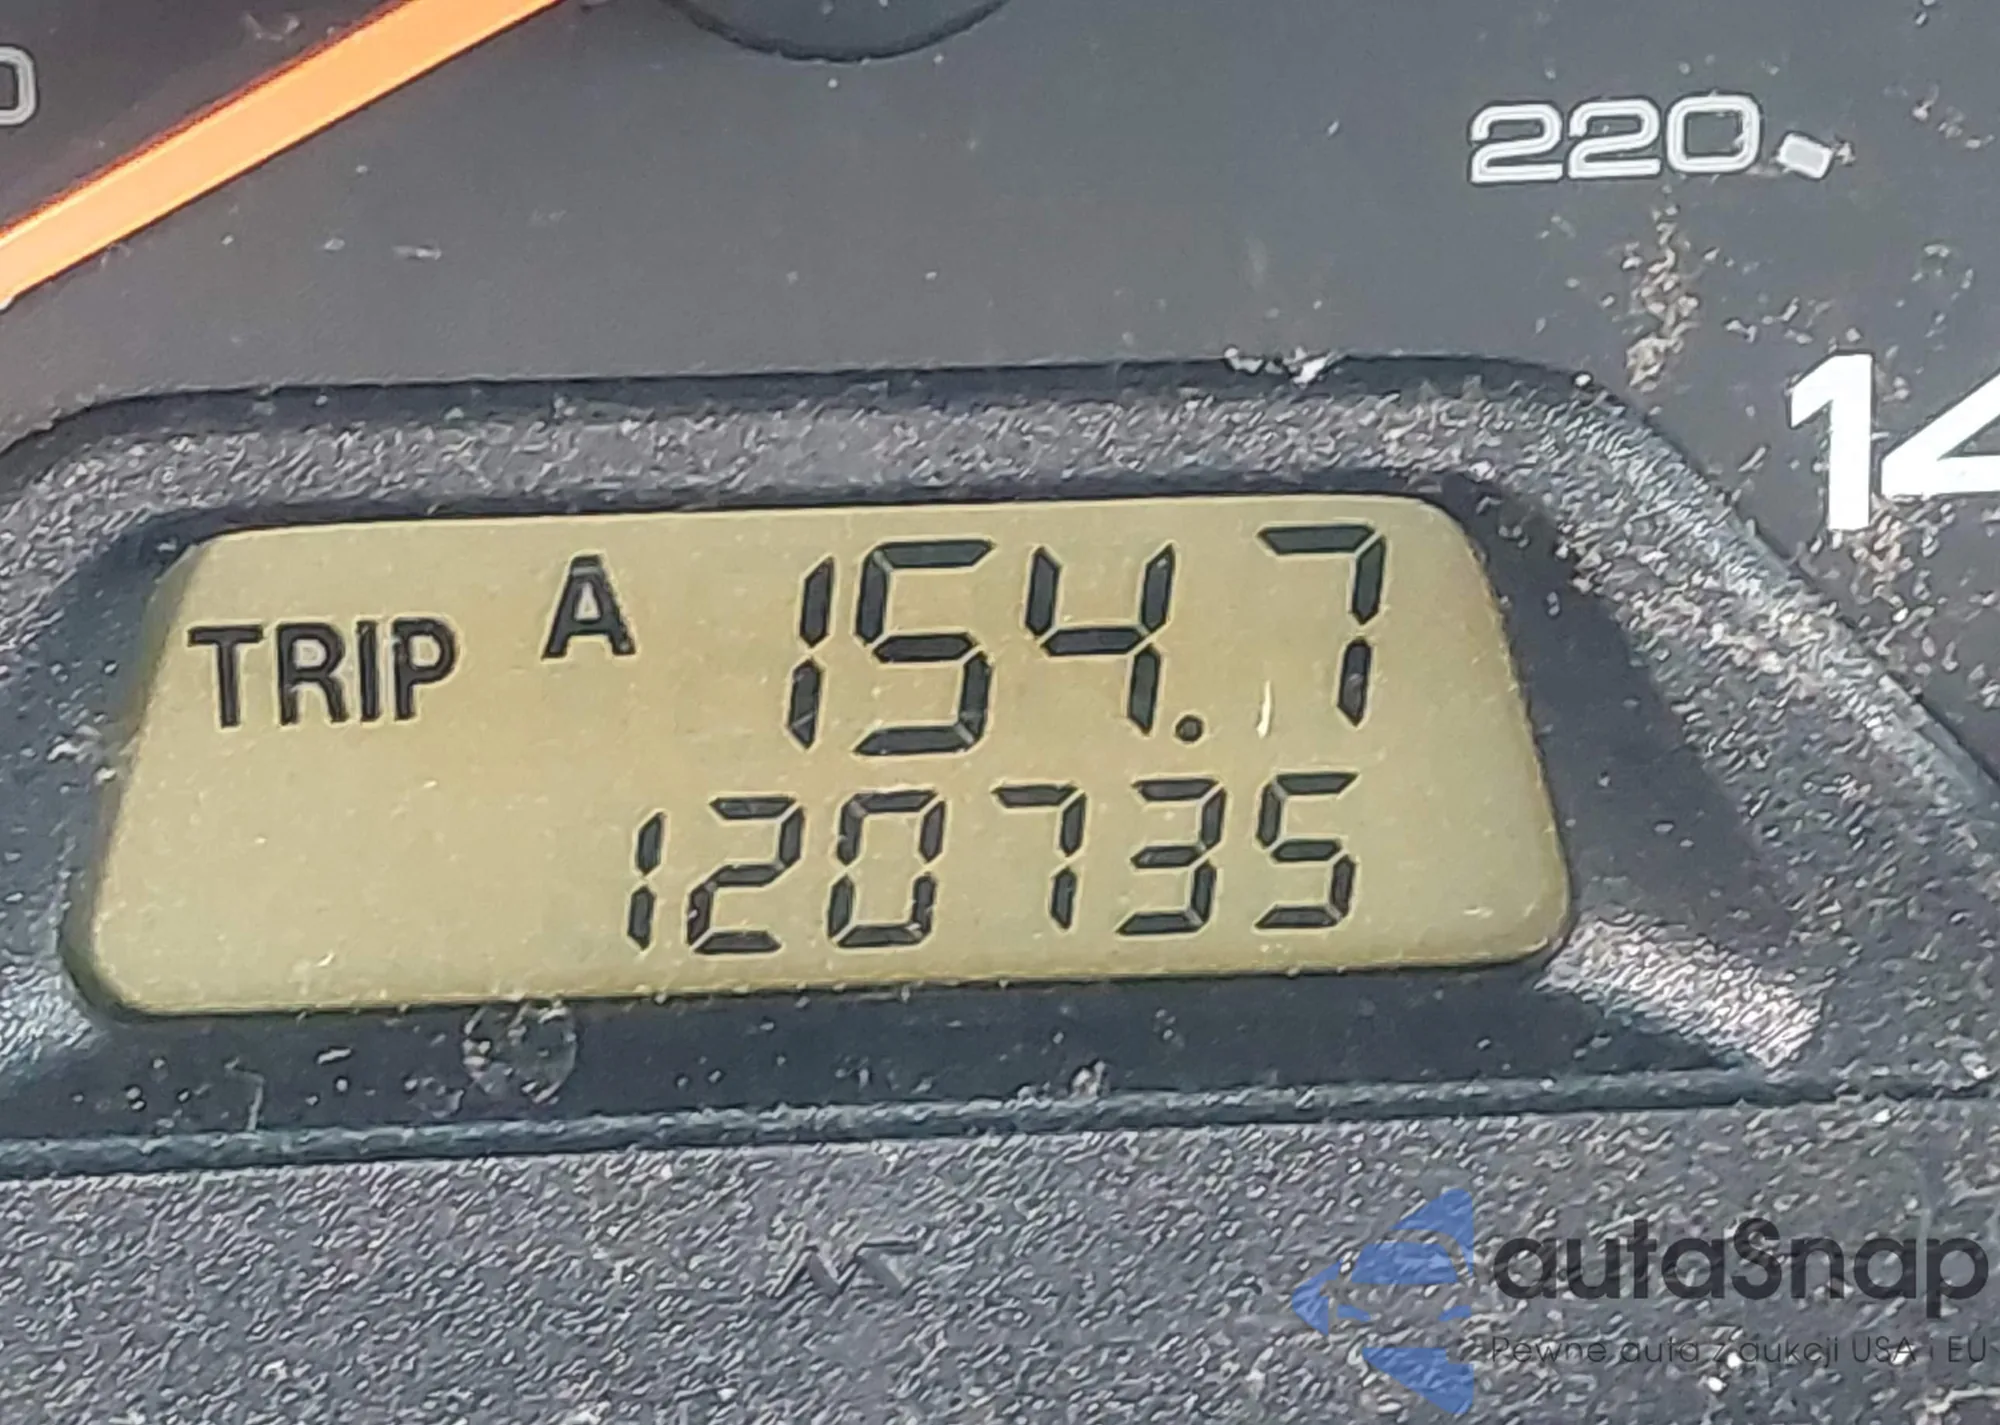 220
14
TRIP A 154.7
120735
autaSnap
Pewne auta z aukcji USA i EU